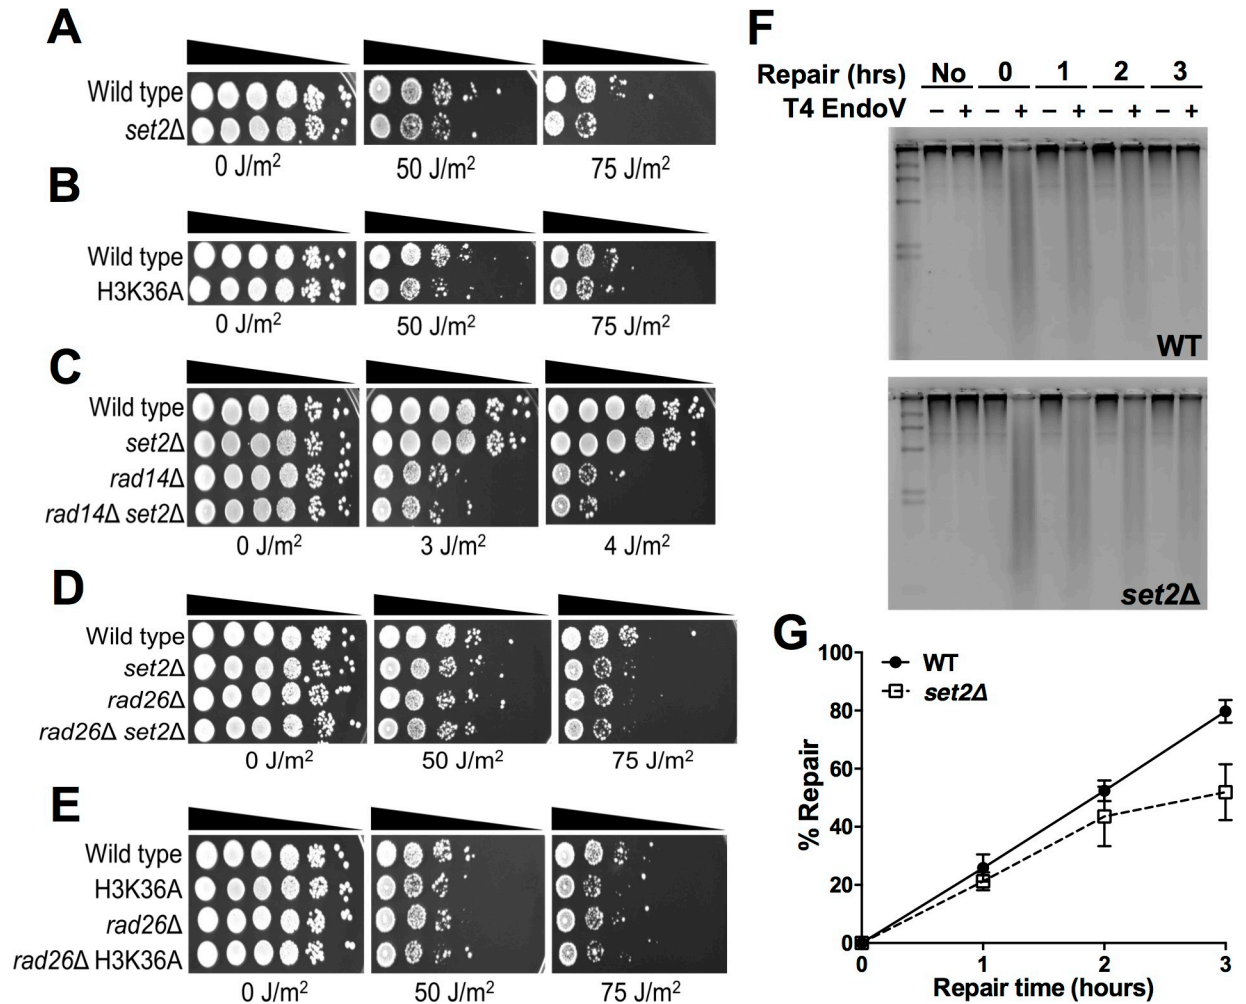 A
Wild type
set2Δ
0 J/m²
50 J/m²
75 J/m²
B
Wild type
H3K36A
0 J/m²
50 J/m²
75 J/m²
C
Wild type
set2Δ
rad14Δ
rad14Δ set2Δ
0 J/m²
3 J/m²
4 J/m²
D
Wild type
set2Δ
rad26Δ
rad26Δ set2Δ
0 J/m²
50 J/m²
75 J/m²
E
Wild type
H3K36A
rad26Δ
rad26Δ H3K36A
0 J/m²
50 J/m²
75 J/m²
F
Repair (hrs) No 0 1 2 3
T4 EndoV – + – + – + – + – +
WT
set2Δ
G
WT
set2Δ
% Repair
100
80
60
40
20
0
0 1 2 3
Repair time (hours)